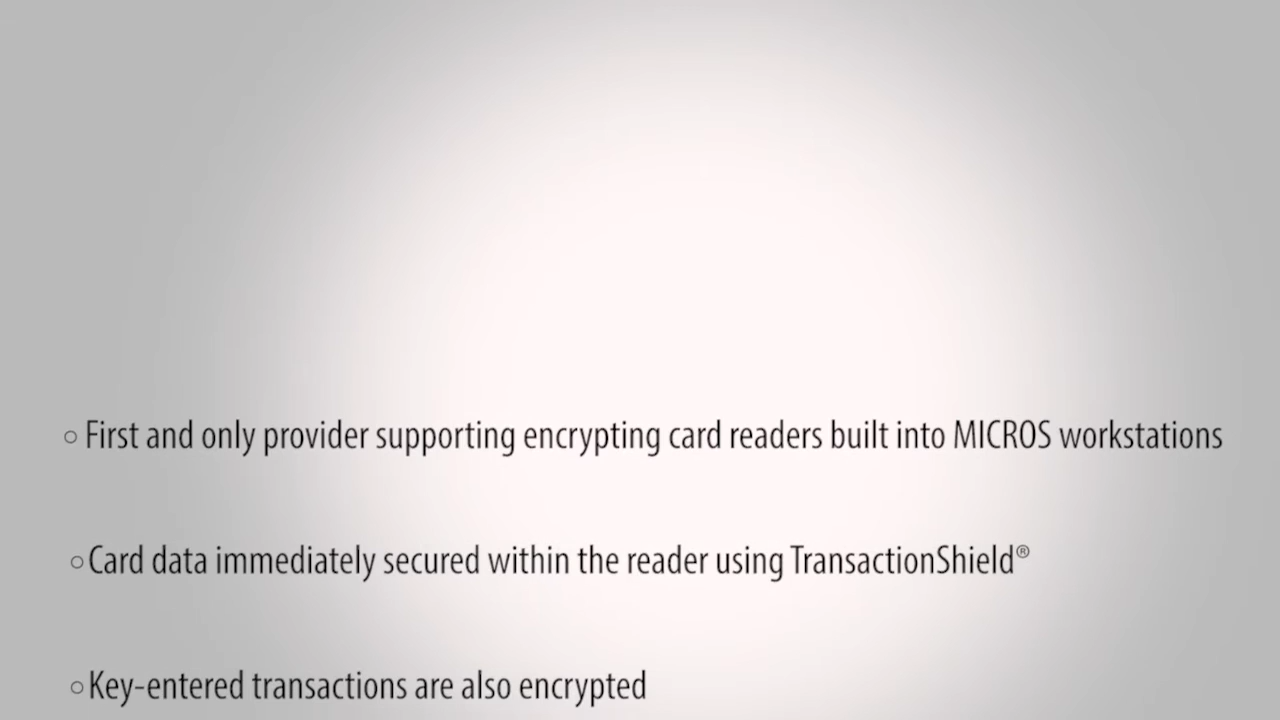 ○ First and only provider supporting encrypting card readers built into MICROS workstations
○ Card data immediately secured within the reader using TransactionShield®
○ Key-entered transactions are also encrypted